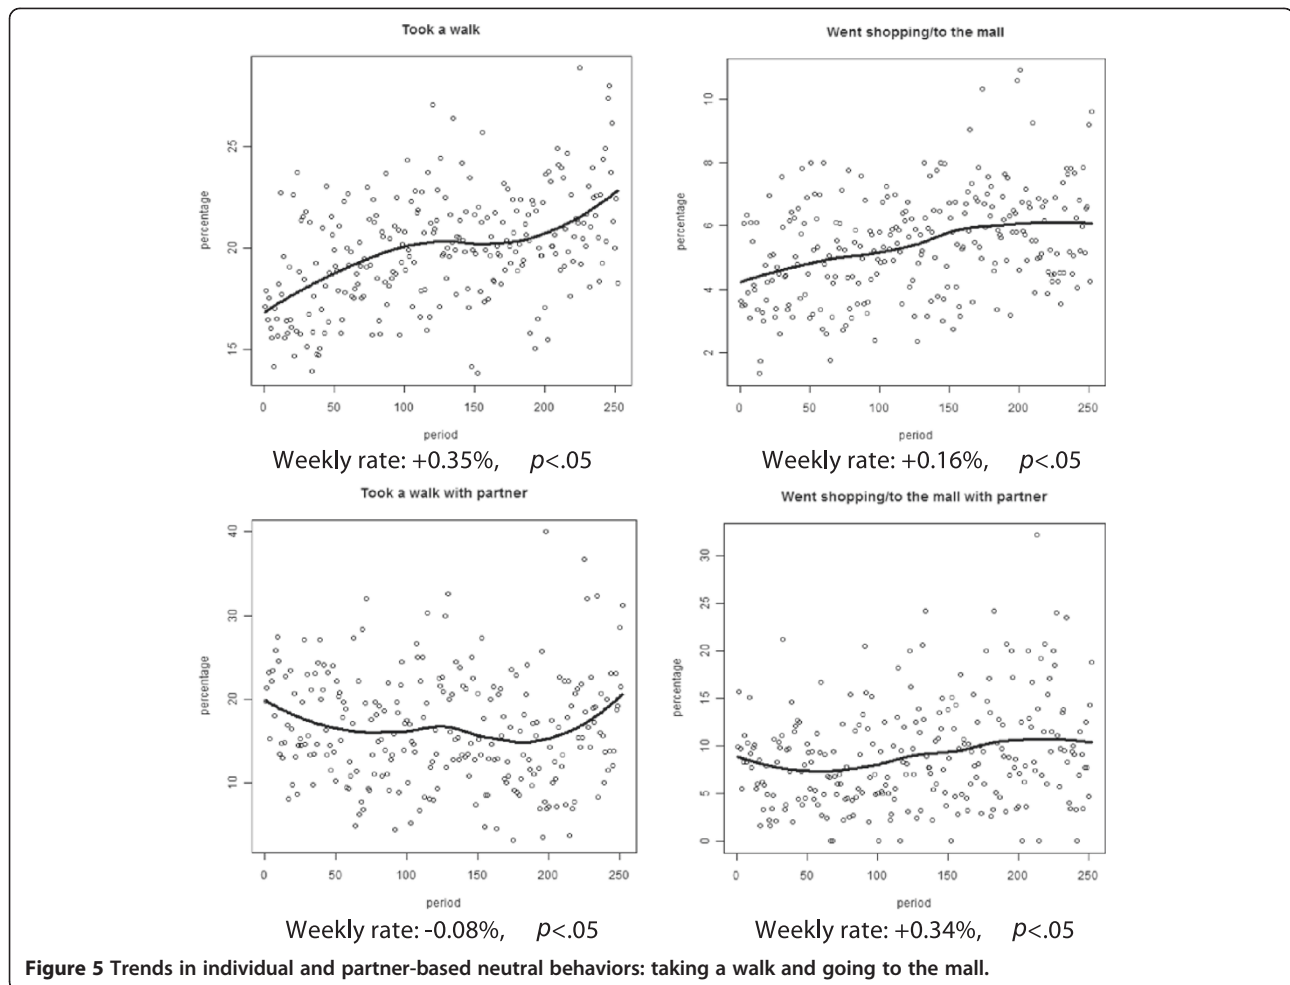 Took a walk
percentage
25
20
15
0 50 100 150 200 250
period
Weekly rate: +0.35%, p<.05
Went shopping/to the mall
percentage
10
8
6
4
2
0 50 100 150 200 250
period
Weekly rate: +0.16%, p<.05
Took a walk with partner
percentage
40
30
20
10
0 50 100 150 200 250
period
Weekly rate: -0.08%, p<.05
Went shopping/to the mall with partner
percentage
30
25
20
15
10
5
0
0 50 100 150 200 250
period
Weekly rate: +0.34%, p<.05
Figure 5 Trends in individual and partner-based neutral behaviors: taking a walk and going to the mall.